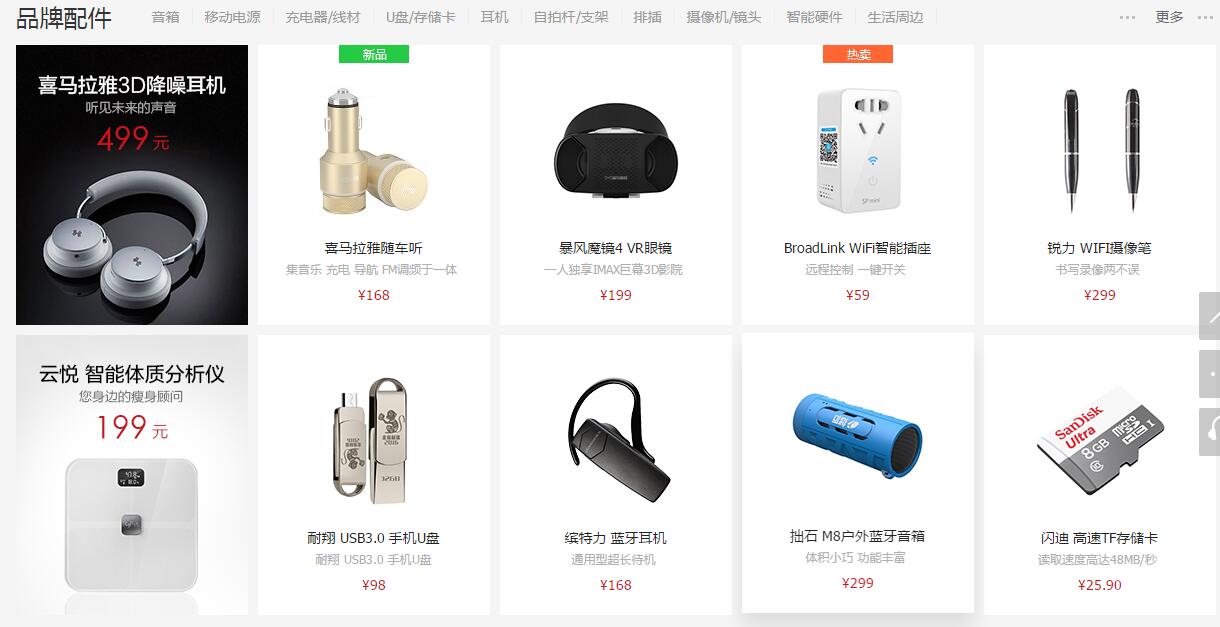 品牌配件
音箱 移动电源 充电器/线材 U盘/存储卡 耳机 自拍杆/支架 排插 摄像机/镜头 智能硬件 生活周边 ··· 更多 ···
喜马拉雅3D降噪耳机
听见未来的声音
499元
新品
喜马拉雅随车听
集音乐 充电 导航 FM调频于一体
¥168
暴风魔镜4 VR眼镜
一人独享IMAX巨幕3D影院
¥199
热卖
SP mini
BroadLink WiFi智能插座
远程控制 一键开关
¥59
锐力 WIFI摄像笔
书写录像两不误
¥299
云悦 智能体质分析仪
您身边的瘦身顾问
199元
32GB
耐翔 USB3.0 手机U盘
耐翔 USB3.0 手机U盘
¥98
缤特力 蓝牙耳机
通用型超长待机
¥168
拙石 M8户外蓝牙音箱
体积小巧 功能丰富
¥299
SanDisk
Ultra
8GB
micro
闪迪 高速TF存储卡
读取速度高达48MB/秒
¥25.90